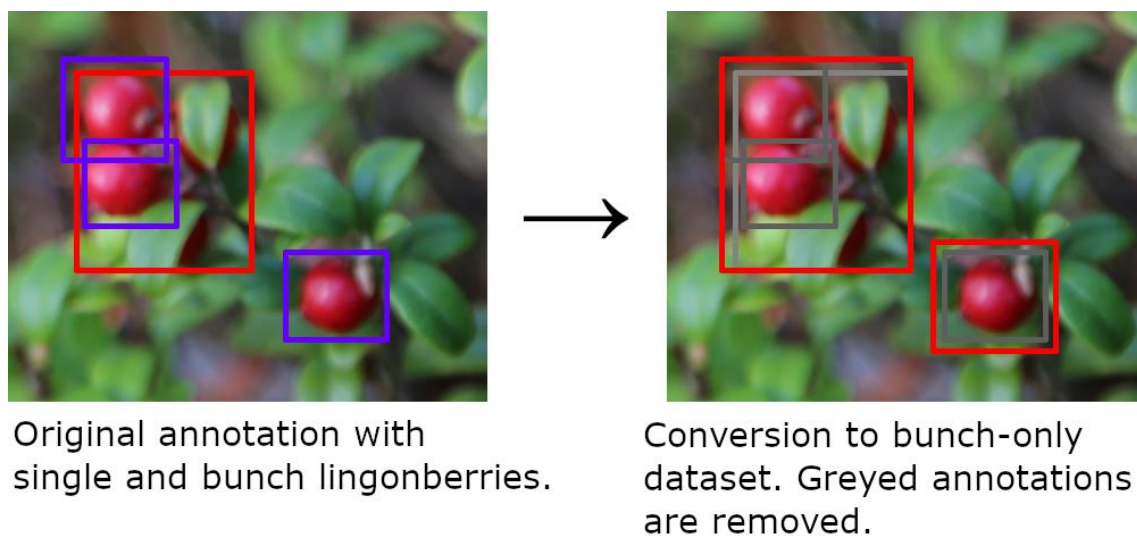 Original annotation with
single and bunch lingonberries.
Conversion to bunch-only
dataset. Greyed annotations
are removed.